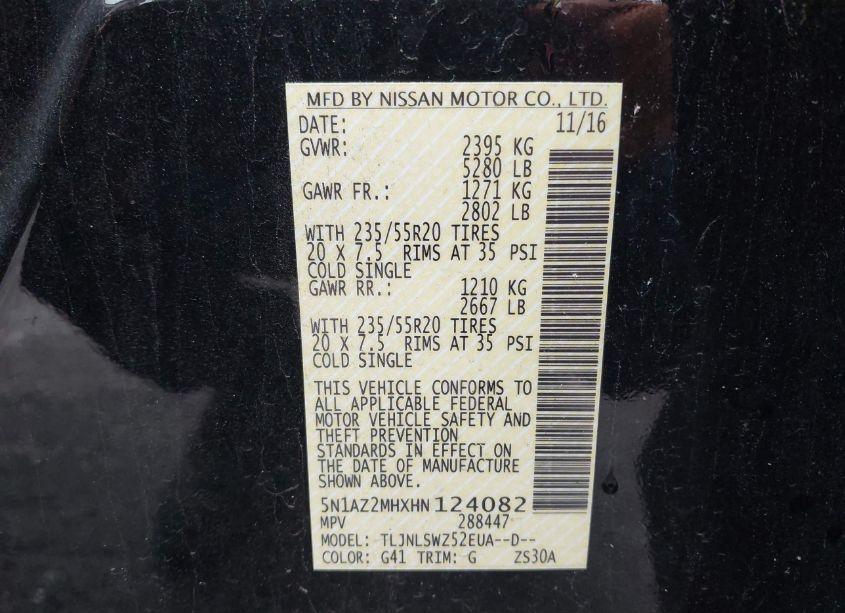 MFD BY NISSAN MOTOR CO., LTD.
DATE: 11/16
GVWR: 2395 KG
5280 LB
GAWR FR.: 1271 KG
2802 LB
WITH 235/55R20 TIRES
20 X 7.5 RIMS AT 35 PSI
COLD SINGLE
GAWR RR.: 1210 KG
2667 LB
WITH 235/55R20 TIRES
20 X 7.5 RIMS AT 35 PSI
COLD SINGLE
THIS VEHICLE CONFORMS TO
ALL APPLICABLE FEDERAL
MOTOR VEHICLE SAFETY AND
THEFT PREVENTION
STANDARDS IN EFFECT ON
THE DATE OF MANUFACTURE
SHOWN ABOVE.
5N1AZ2MHXHN124082
MPV 288447
MODEL: TLJNLSWZ52EUA--D--
COLOR: G41 TRIM: G ZS30A